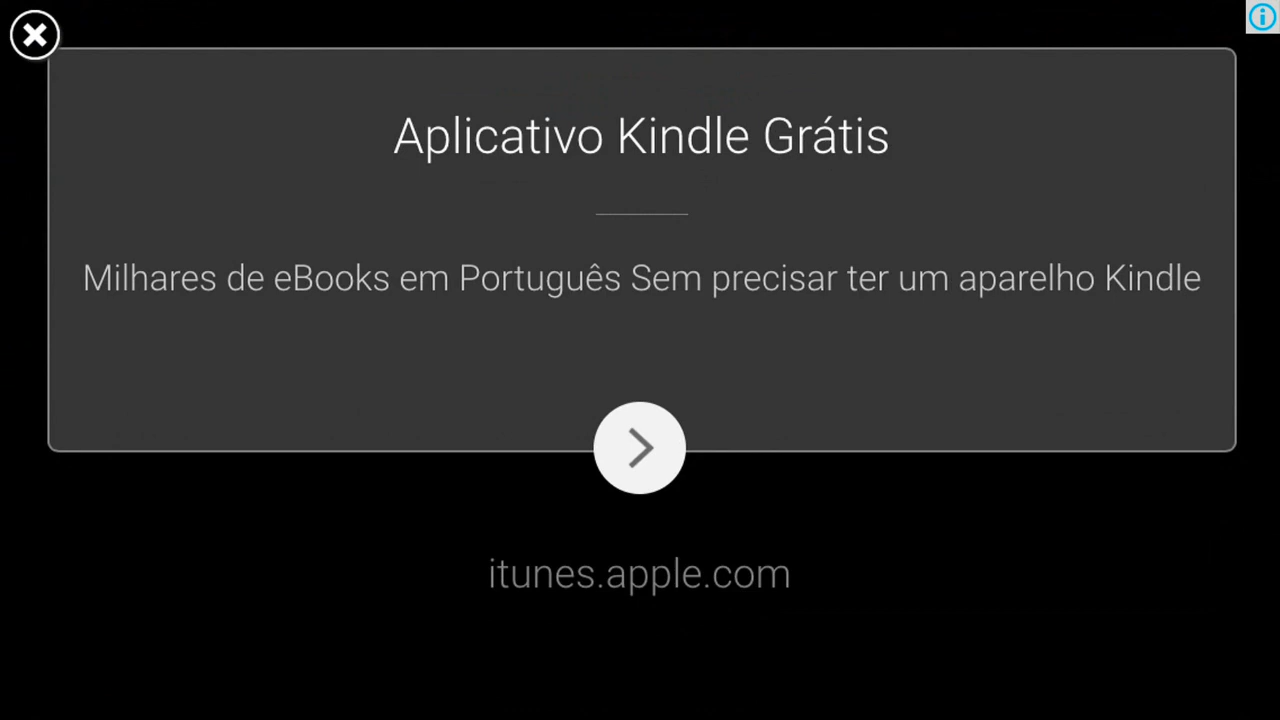 Aplicativo Kindle Grátis
Milhares de eBooks em Português Sem precisar ter um aparelho Kindle
itunes.apple.com